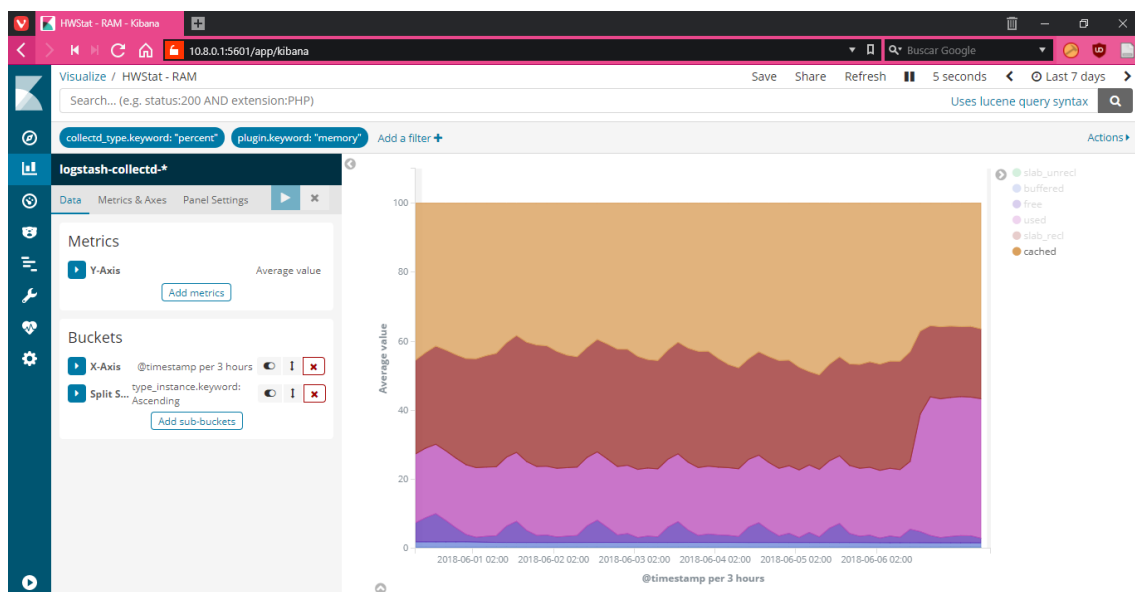 HWStat - RAM - Kibana
10.8.0.1:5601/app/kibana
Buscar Google
Visualize / HWStat - RAM
Save Share Refresh 5 seconds Last 7 days
Search... (e.g. status:200 AND extension:PHP)
Uses lucene query syntax
collectd_type.keyword: "percent" plugin.keyword: "memory" Add a filter
Actions
logstash-collectd-*
Data Metrics & Axes Panel Settings
Metrics
Y-Axis Average value
Add metrics
Buckets
X-Axis @timestamp per 3 hours
Split S... type_instance.keyword:
Ascending
Add sub-buckets
Average value
100
80
60
40
20
0
2018-06-01 02:00 2018-06-02 02:00 2018-06-03 02:00 2018-06-04 02:00 2018-06-05 02:00 2018-06-06 02:00
@timestamp per 3 hours
slab_unrecl
buffered
free
used
slab_recl
cached